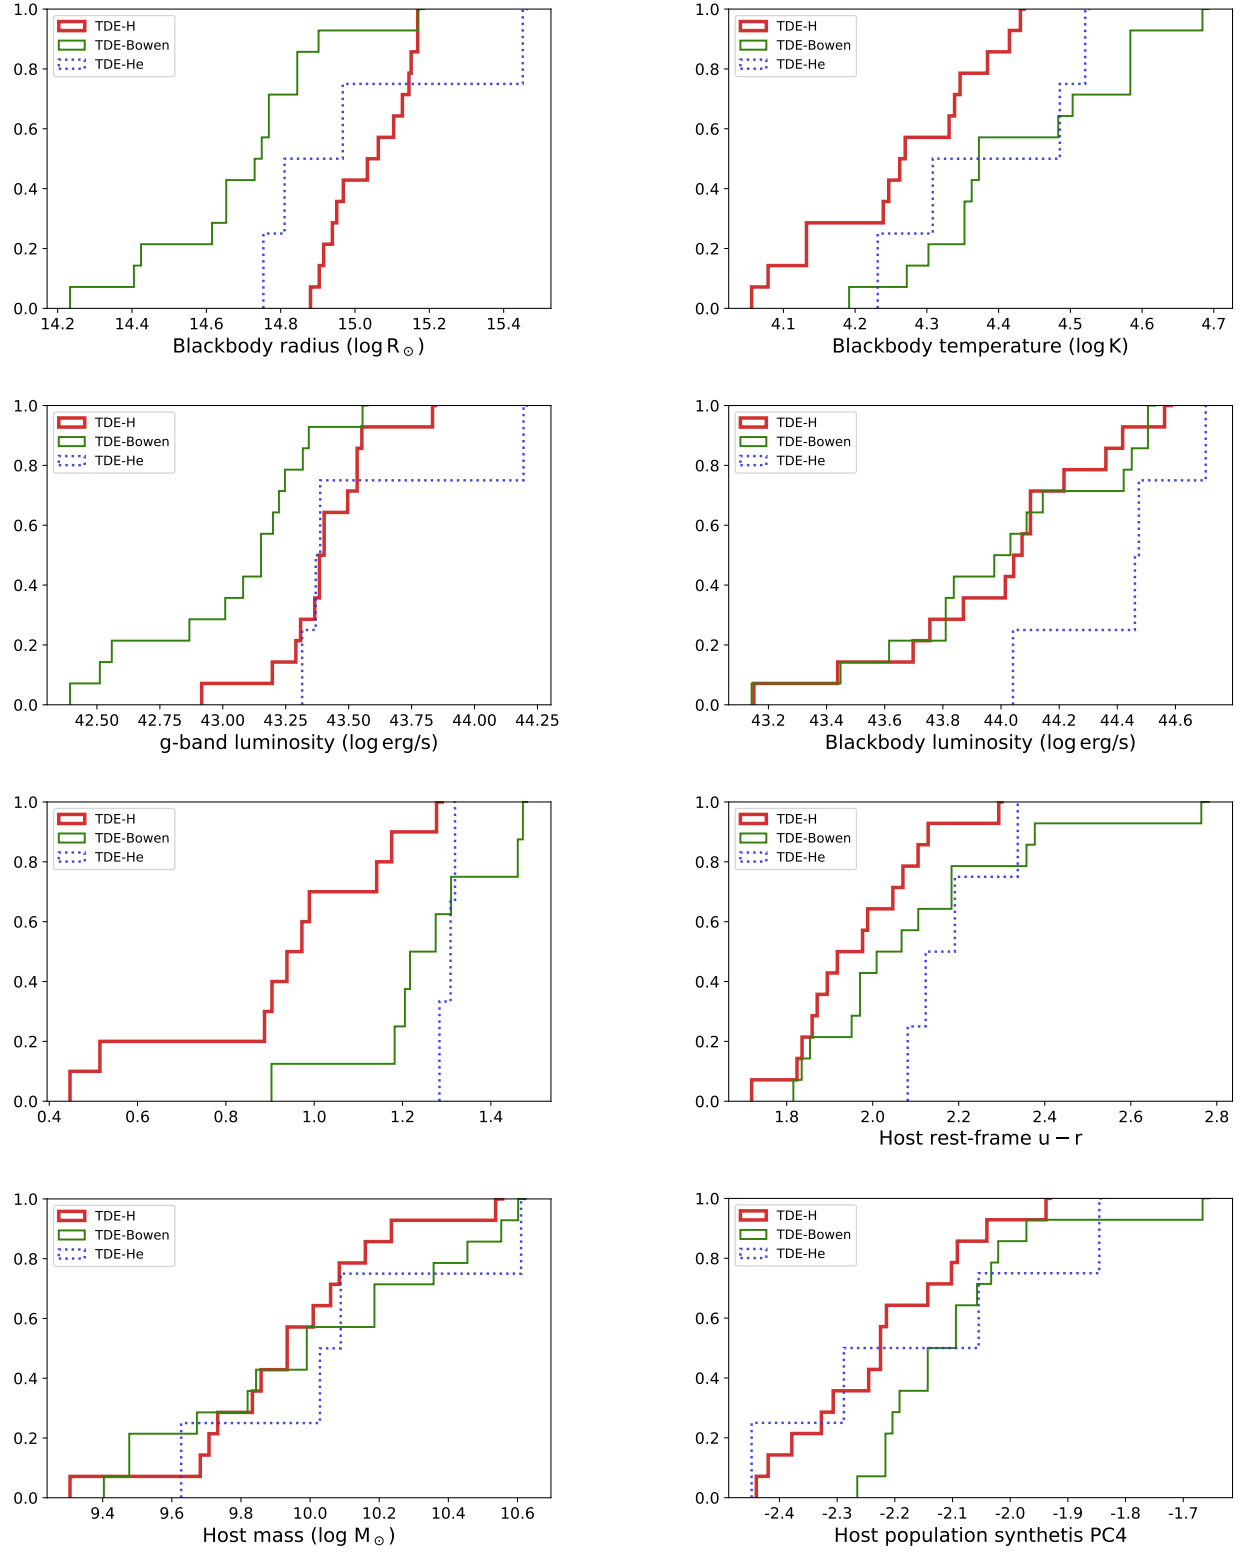 TDE-H
TDE-Bowen
TDE-He
1.0
0.8
0.6
0.4
0.2
0.0
14.2 14.4 14.6 14.8 15.0 15.2 15.4
Blackbody radius (log R⊙)
TDE-H
TDE-Bowen
TDE-He
1.0
0.8
0.6
0.4
0.2
0.0
4.1 4.2 4.3 4.4 4.5 4.6 4.7
Blackbody temperature (log K)
TDE-H
TDE-Bowen
TDE-He
1.0
0.8
0.6
0.4
0.2
0.0
42.50 42.75 43.00 43.25 43.50 43.75 44.00 44.25
g-band luminosity (log erg/s)
TDE-H
TDE-Bowen
TDE-He
1.0
0.8
0.6
0.4
0.2
0.0
43.2 43.4 43.6 43.8 44.0 44.2 44.4 44.6
Blackbody luminosity (log erg/s)
TDE-H
TDE-Bowen
TDE-He
1.0
0.8
0.6
0.4
0.2
0.0
0.4 0.6 0.8 1.0 1.2 1.4
TDE-H
TDE-Bowen
TDE-He
1.0
0.8
0.6
0.4
0.2
0.0
1.8 2.0 2.2 2.4 2.6 2.8
Host rest-frame u − r
TDE-H
TDE-Bowen
TDE-He
1.0
0.8
0.6
0.4
0.2
0.0
9.4 9.6 9.8 10.0 10.2 10.4 10.6
Host mass (log M⊙)
TDE-H
TDE-Bowen
TDE-He
1.0
0.8
0.6
0.4
0.2
0.0
-2.4 -2.3 -2.2 -2.1 -2.0 -1.9 -1.8 -1.7
Host population synthetis PC4